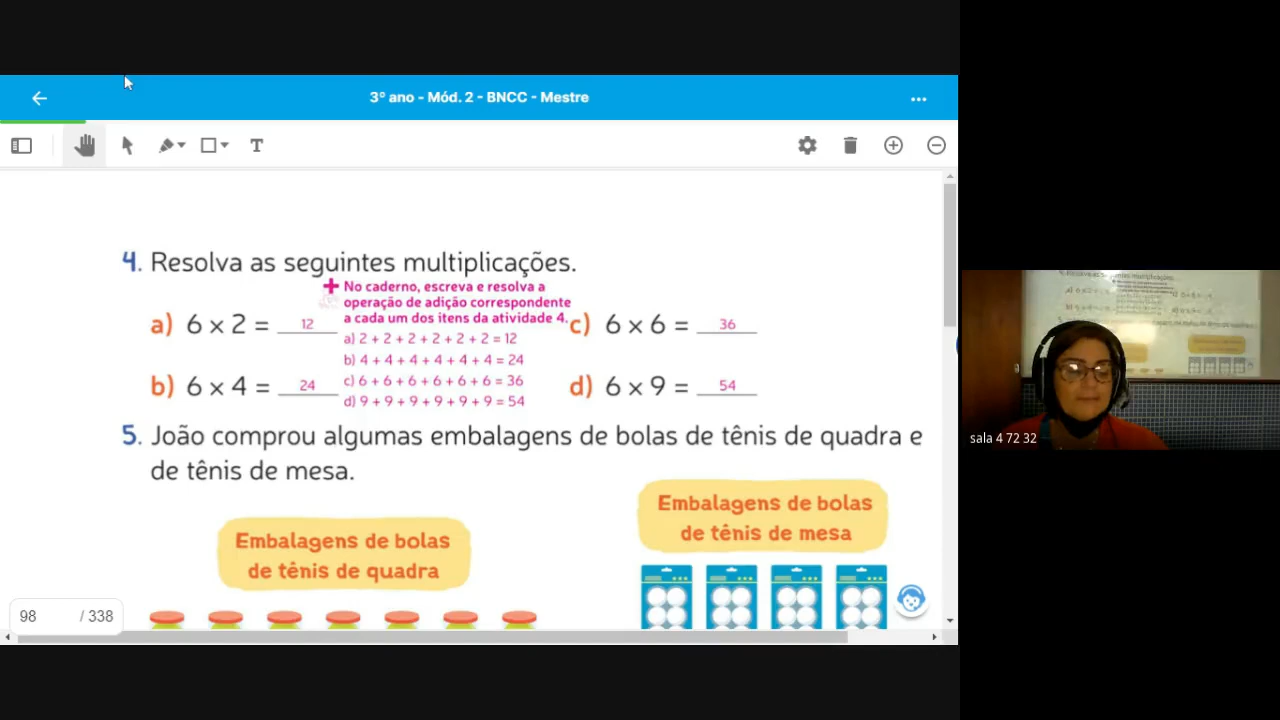 3º ano - Mód. 2 - BNCC - Mestre
T
4. Resolva as seguintes multiplicações.
+ No caderno, escreva e resolva a
operação de adição correspondente
a cada um dos itens da atividade 4.
a) 6 × 2 = 12
c) 6 × 6 = 36
a) 2 + 2 + 2 + 2 + 2 + 2 = 12
b) 4 + 4 + 4 + 4 + 4 + 4 = 24
c) 6 + 6 + 6 + 6 + 6 + 6 = 36
d) 9 + 9 + 9 + 9 + 9 + 9 = 54
b) 6 × 4 = 24
d) 6 × 9 = 54
5. João comprou algumas embalagens de bolas de tênis de quadra e
de tênis de mesa.
Embalagens de bolas
de tênis de quadra
Embalagens de bolas
de tênis de mesa
98 / 338
sala 4 72 32